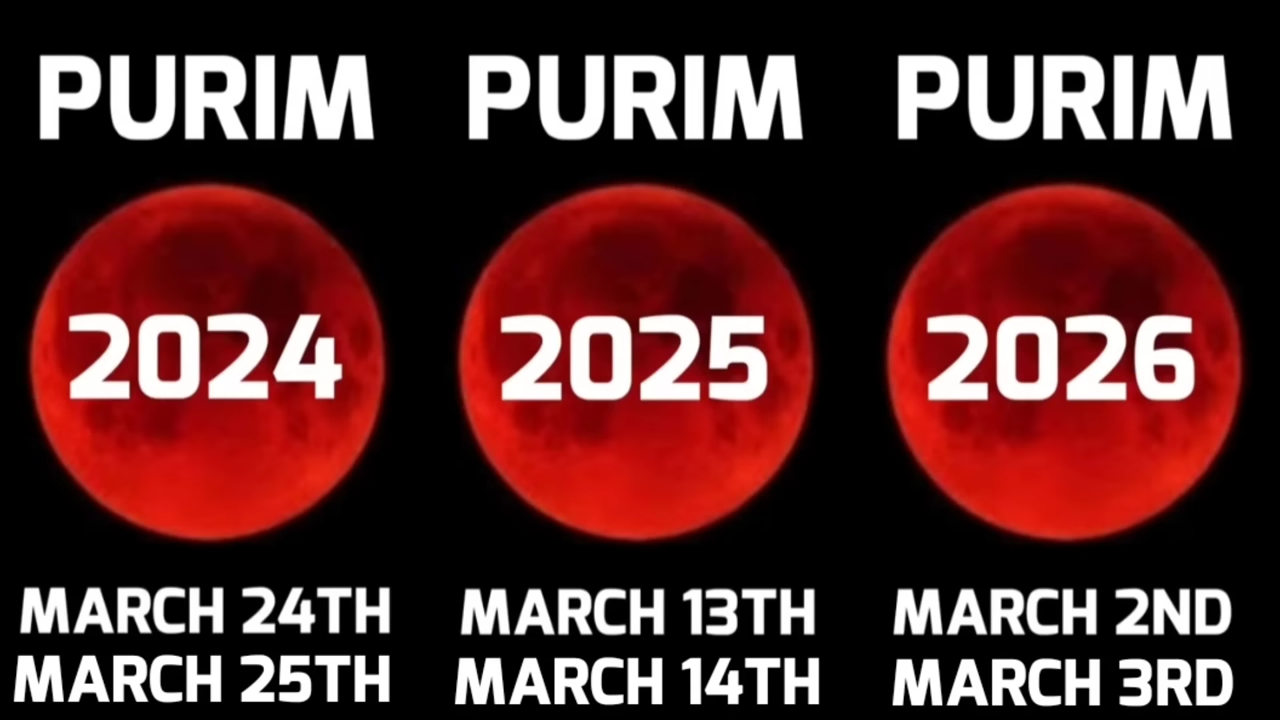 PURIM
2024
MARCH 24TH
MARCH 25TH
PURIM
2025
MARCH 13TH
MARCH 14TH
PURIM
2026
MARCH 2ND
MARCH 3RD